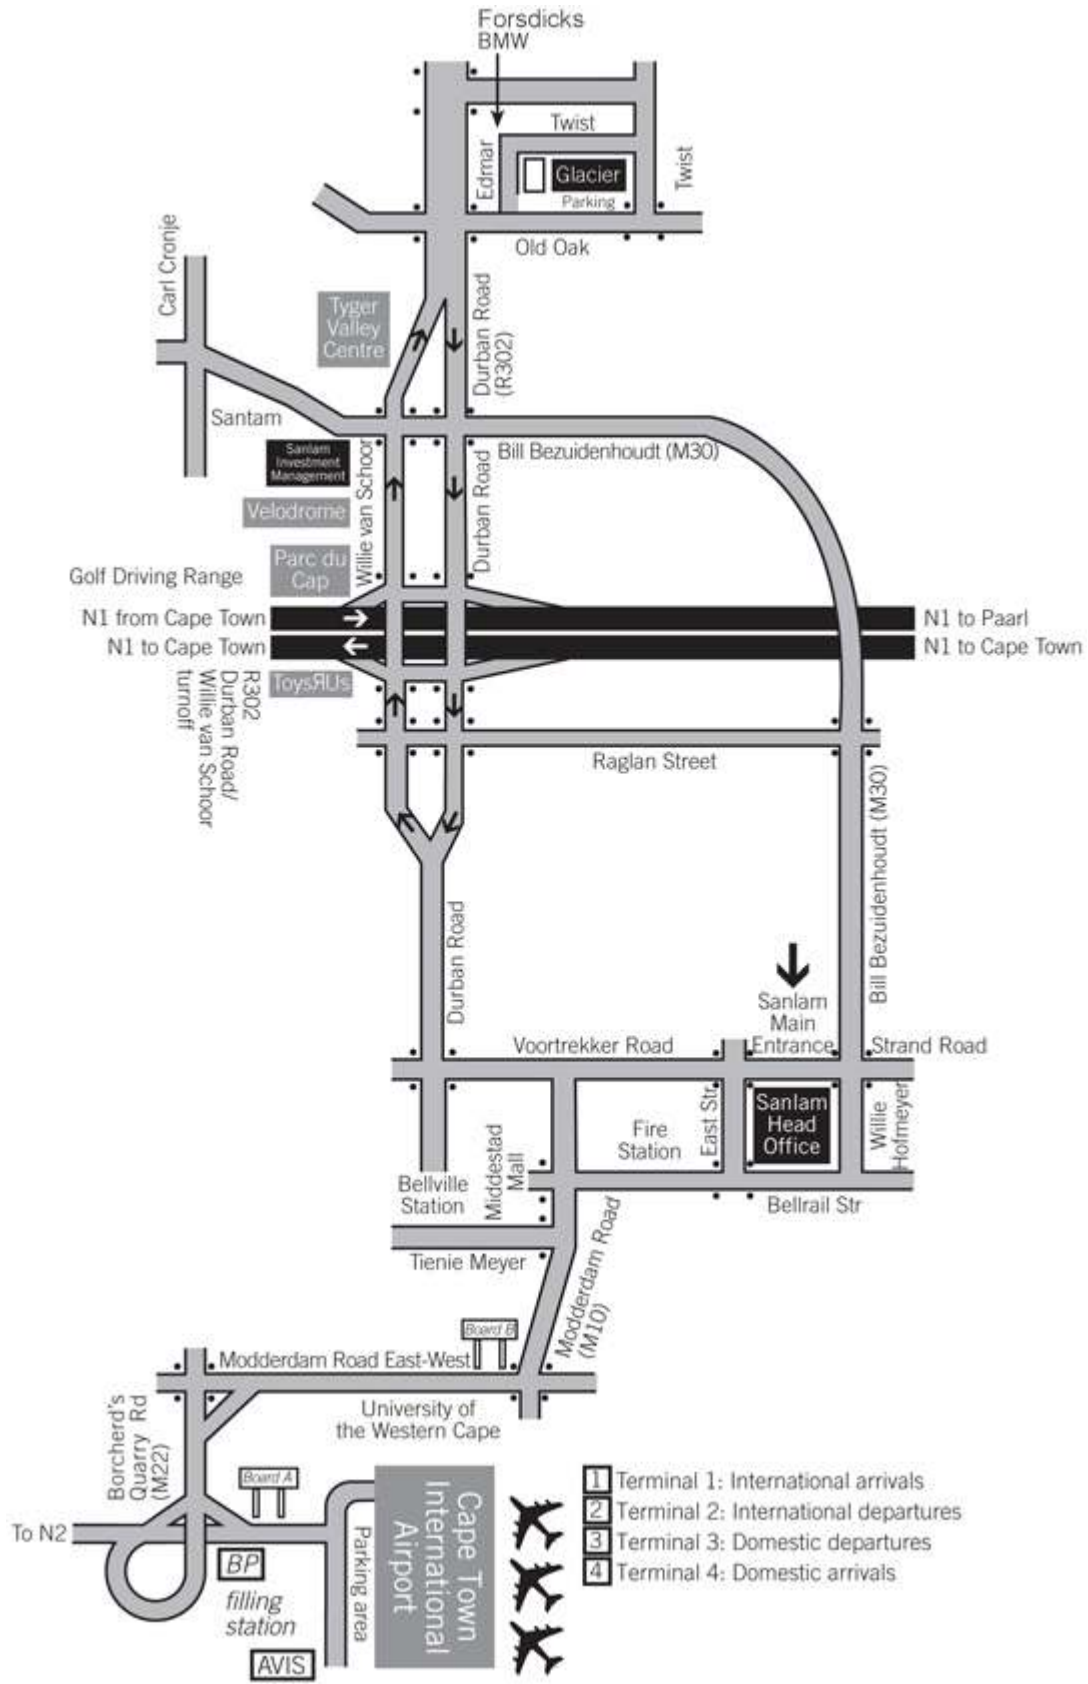 Forsdicks
BMW
Twist
Edmar
Glacier
Twist
Parking
Old Oak
Carl Cronje
Tyger
Valley
Centre
Durban Road
(R302)
Santam
Bill Bezuidenhoudt (M30)
Sanlam
Investment
Management
Willie van Schoor
Durban Road
Velodrome
Parc du
Cap
Golf Driving Range
N1 from Cape Town
N1 to Paarl
N1 to Cape Town
N1 to Cape Town
ToysЯUs
R302
Durban Road/
Willie van Schoor
turnoff
Raglan Street
Bill Bezuidenhoudt (M30)
Durban Road
Sanlam
Main
Entrance
Voortrekker Road
Strand Road
East Str.
Sanlam
Head
Office
Willie
Hofmeyer
Fire
Station
Middestad
Mall
Bellville
Station
Bellrail Str
Tienie Meyer
Modderdam Road
(M10)
Board B
Modderdam Road East-West
University of
the Western Cape
Borcherd's
Quarry Rd
(M22)
Board A
To N2
BP
filling
station
AVIS
Parking area
Cape Town
International
Airport
1 Terminal 1: International arrivals
2 Terminal 2: International departures
3 Terminal 3: Domestic departures
4 Terminal 4: Domestic arrivals